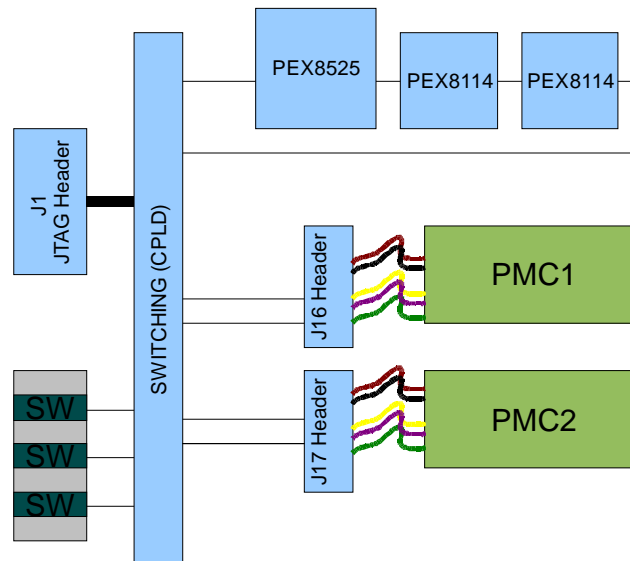 PEX8525
PEX8114
PEX8114
J1
JTAG Header
SWITCHING (CPLD)
J16 Header
PMC1
J17 Header
PMC2
SW
SW
SW